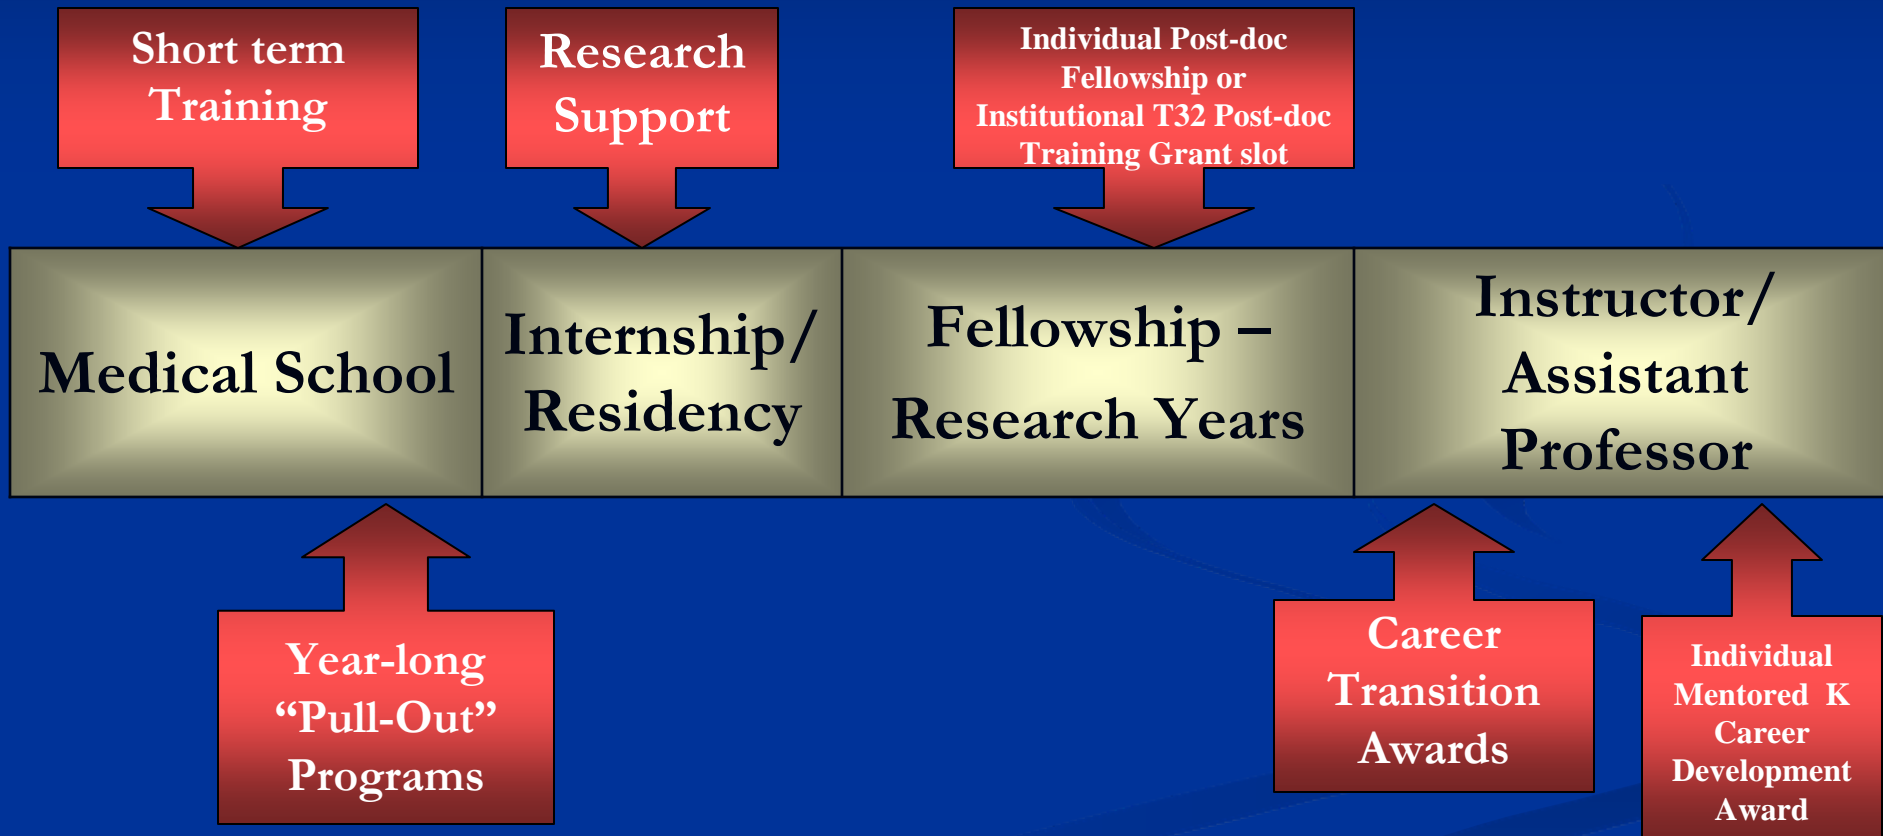 Short term
Training
Research
Support
Individual Post-doc
Fellowship or
Institutional T32 Post-doc
Training Grant slot
Medical School
Internship/
Residency
Fellowship –
Research Years
Instructor/
Assistant
Professor
Year-long
“Pull-Out”
Programs
Career
Transition
Awards
Individual
Mentored K
Career
Development
Award